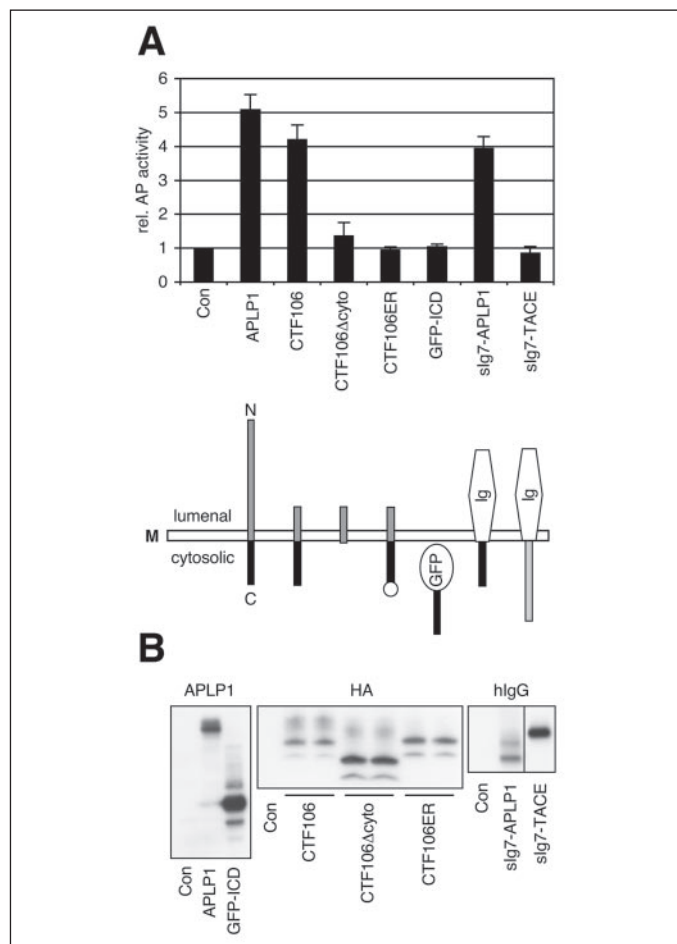 A
6
5
4
3
2
1
0
rel. AP activity
Con
APLP1
CTF106
CTF106Δcyto
CTF106ER
GFP-ICD
sIg7-APLP1
sIg7-TACE
N
Ig
Ig
lumenal
M
cytosolic
GFP
C
B
APLP1
HA
hIgG
Con
APLP1
GFP-ICD
Con
CTF106
CTF106Δcyto
CTF106ER
Con
sIg7-APLP1
sIg7-TACE